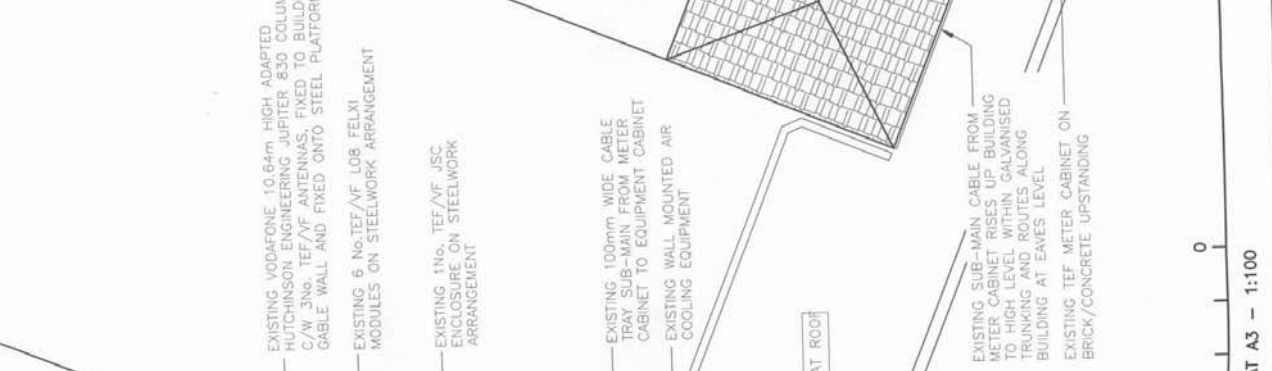 EXISTING VODAFONE 10.64m HIGH ADAPTED
HUTCHINSON ENGINEERING JUPITER 830
C/W 3No. TEF/VF ANTENNAS, FIXED TO
GABLE WALL AND FIXED ONTO STEEL
EXISTING 6 No.TEF/VF LO8 FELXI
MODULES ON STEELWORK ARRANGEMENT
EXISTING 1No. TEF/VF JSC
ENCLOSURE ON STEELWORK
ARRANGEMENT
EXISTING 100mm WIDE CABLE
TRAY SUB-MAIN FROM METER
CABINET TO EQUIPMENT CABINET
EXISTING WALL MOUNTED AIR
COOLING EQUIPMENT
AT ROOF
EXISTING SUB-MAIN CABLE FROM
METER CABINET RISES UP BUILDING
TO HIGH LEVEL WITHIN GALVANISED
TRUNKING AND ROUTES ALONG
BUILDING AT EAVES LEVEL
EXISTING TEF METER CABINET ON
BRICK/CONCRETE UPSTANDING
0
AT A3 - 1:100